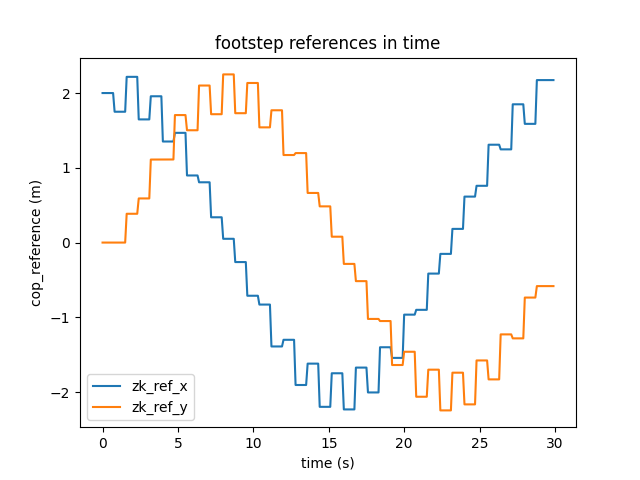 footstep references in time
cop_reference (m)
2
1
0
−1
−2
zk_ref_x
zk_ref_y
0 5 10 15 20 25 30
time (s)